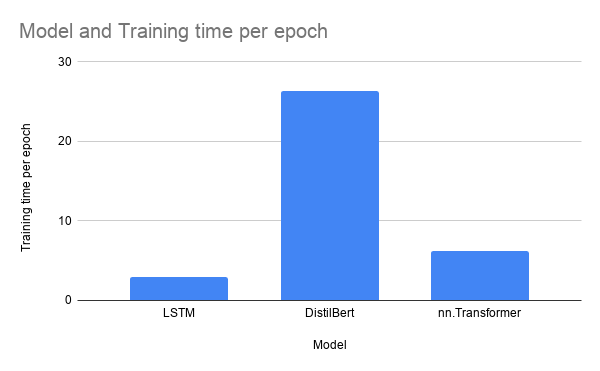 Model and Training time per epoch
30
20
10
0
Training time per epoch
LSTM
DistilBert
nn.Transformer
Model